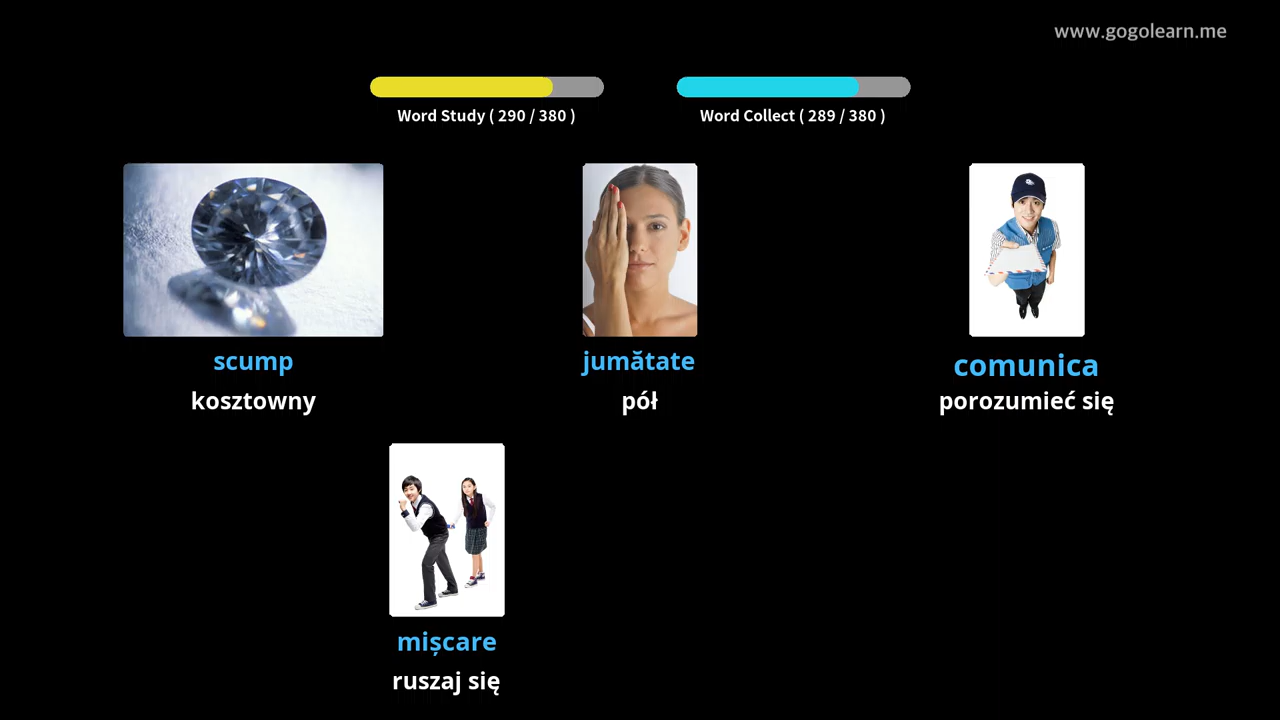 www.gogolearn.me
Word Study ( 290 / 380 )
Word Collect ( 289 / 380 )
scump
jumătate
comunica
kosztowny
pół
porozumieć się
mișcare
ruszaj się